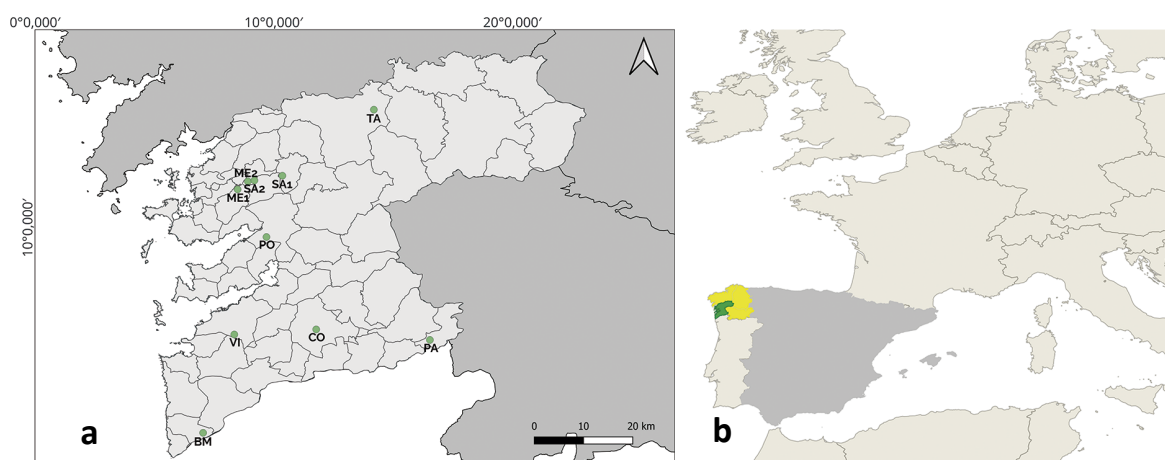 0°0,000′ 10°0,000′ 20°0,000′
10°0,000′
TA
ME2
SA1
SA2
ME1
PO
VI
CO
PA
BM
0 10 20 km
a
b